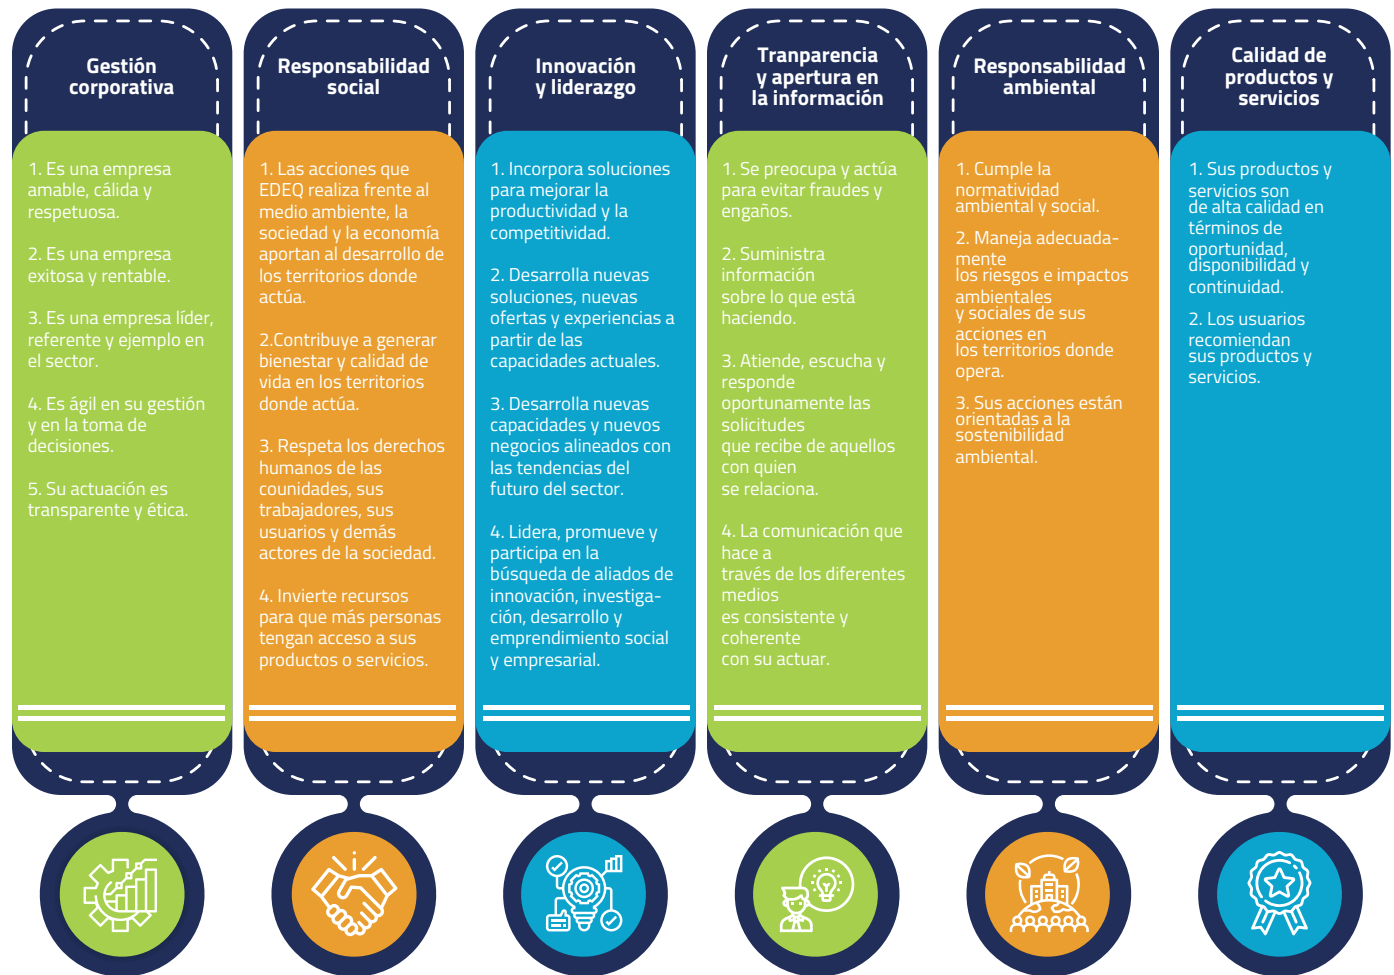 Gestión
corporativa
1. Es una empresa
amable, cálida y
respetuosa.
2. Es una empresa
exitosa y rentable.
3. Es una empresa líder,
referente y ejemplo en
el sector.
4. Es ágil en su gestión
y en la toma de
decisiones.
5. Su actuación es
transparente y ética.
Responsabilidad
social
1. Las acciones que
EDEQ realiza frente al
medio ambiente, la
sociedad y la economía
aportan al desarrollo de
los territorios donde
actúa.
2.Contribuye a generar
bienestar y calidad de
vida en los territorios
donde actúa.
3. Respeta los derechos
humanos de las
counidades, sus
trabajadores, sus
usuarios y demás
actores de la sociedad.
4. Invierte recursos
para que más personas
tengan acceso a sus
productos o servicios.
Innovación
y liderazgo
1. Incorpora soluciones
para mejorar la
productividad y la
competitividad.
2. Desarrolla nuevas
soluciones, nuevas
ofertas y experiencias a
partir de las
capacidades actuales.
3. Desarrolla nuevas
capacidades y nuevos
negocios alineados con
las tendencias del
futuro del sector.
4. Lidera, promueve y
participa en la
búsqueda de aliados de
innovación, investiga-
ción, desarrollo y
emprendimiento social
y empresarial.
Tranparencia
y apertura en
la información
1. Se preocupa y actúa
para evitar fraudes y
engaños.
2. Suministra
información
sobre lo que está
haciendo.
3. Atiende, escucha y
responde
oportunamente las
solicitudes
que recibe de aquellos
con quien
se relaciona.
4. La comunicación que
hace a
través de los diferentes
medios
es consistente y
coherente
con su actuar.
Responsabilidad
ambiental
1. Cumple la
normatividad
ambiental y social.
2. Maneja adecuada-
mente
los riesgos e impactos
ambientales
y sociales de sus
acciones en
los territorios donde
opera.
3. Sus acciones están
orientadas a la
sostenibilidad
ambiental.
Calidad de
productos y
servicios
1. Sus productos y
servicios son
de alta calidad en
términos de
oportunidad,
disponibilidad y
continuidad.
2. Los usuarios
recomiendan
sus productos y
servicios.